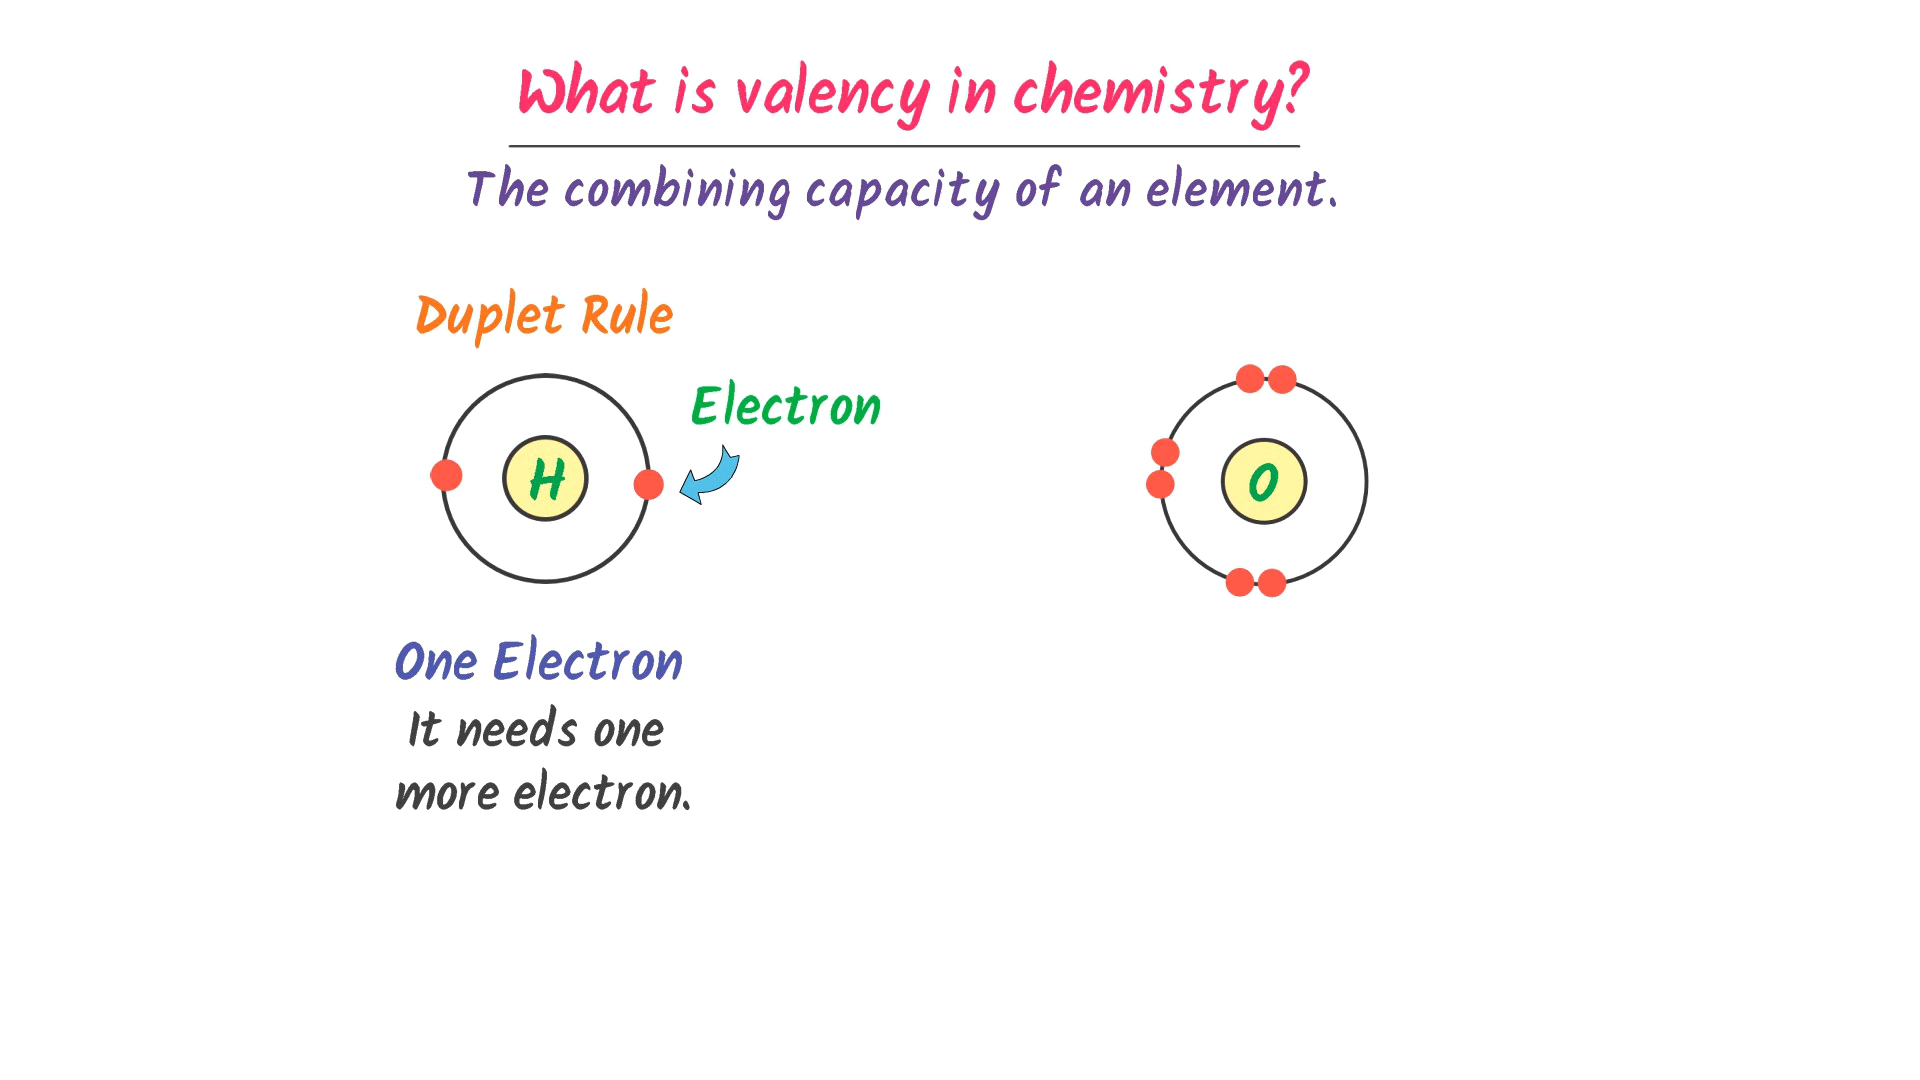 What is valency in chemistry?
The combining capacity of an element.
Duplet Rule
Electron
H
O
One Electron
It needs one
more electron.